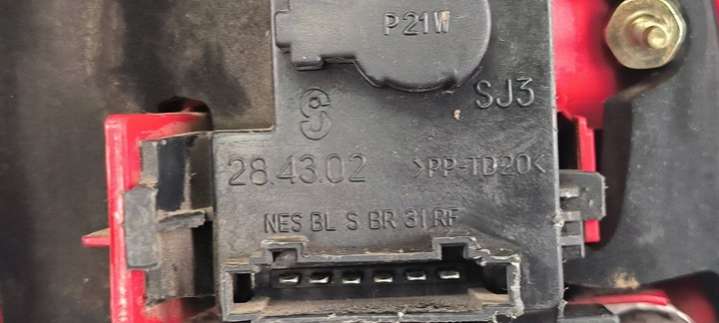 P21W
SJ3
28.43.02
>PP-TD20<
NES BL S BR 31 RF